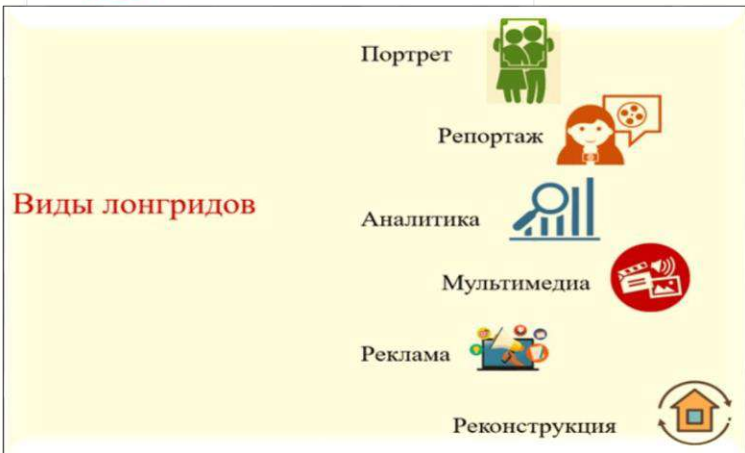 Портрет
Репортаж
Виды лонгридов
Аналитика
Мультимедиа
Реклама
Реконструкция